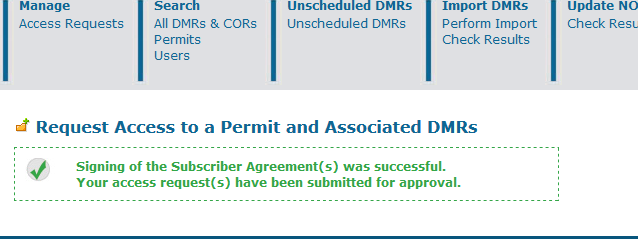 Manage
Access Requests
Search
All DMRs & CORs
Permits
Users
Unscheduled DMRs
Unscheduled DMRs
Import DMRs
Perform Import
Check Results
Update NO
Check Resu
Request Access to a Permit and Associated DMRs
Signing of the Subscriber Agreement(s) was successful.
Your access request(s) have been submitted for approval.